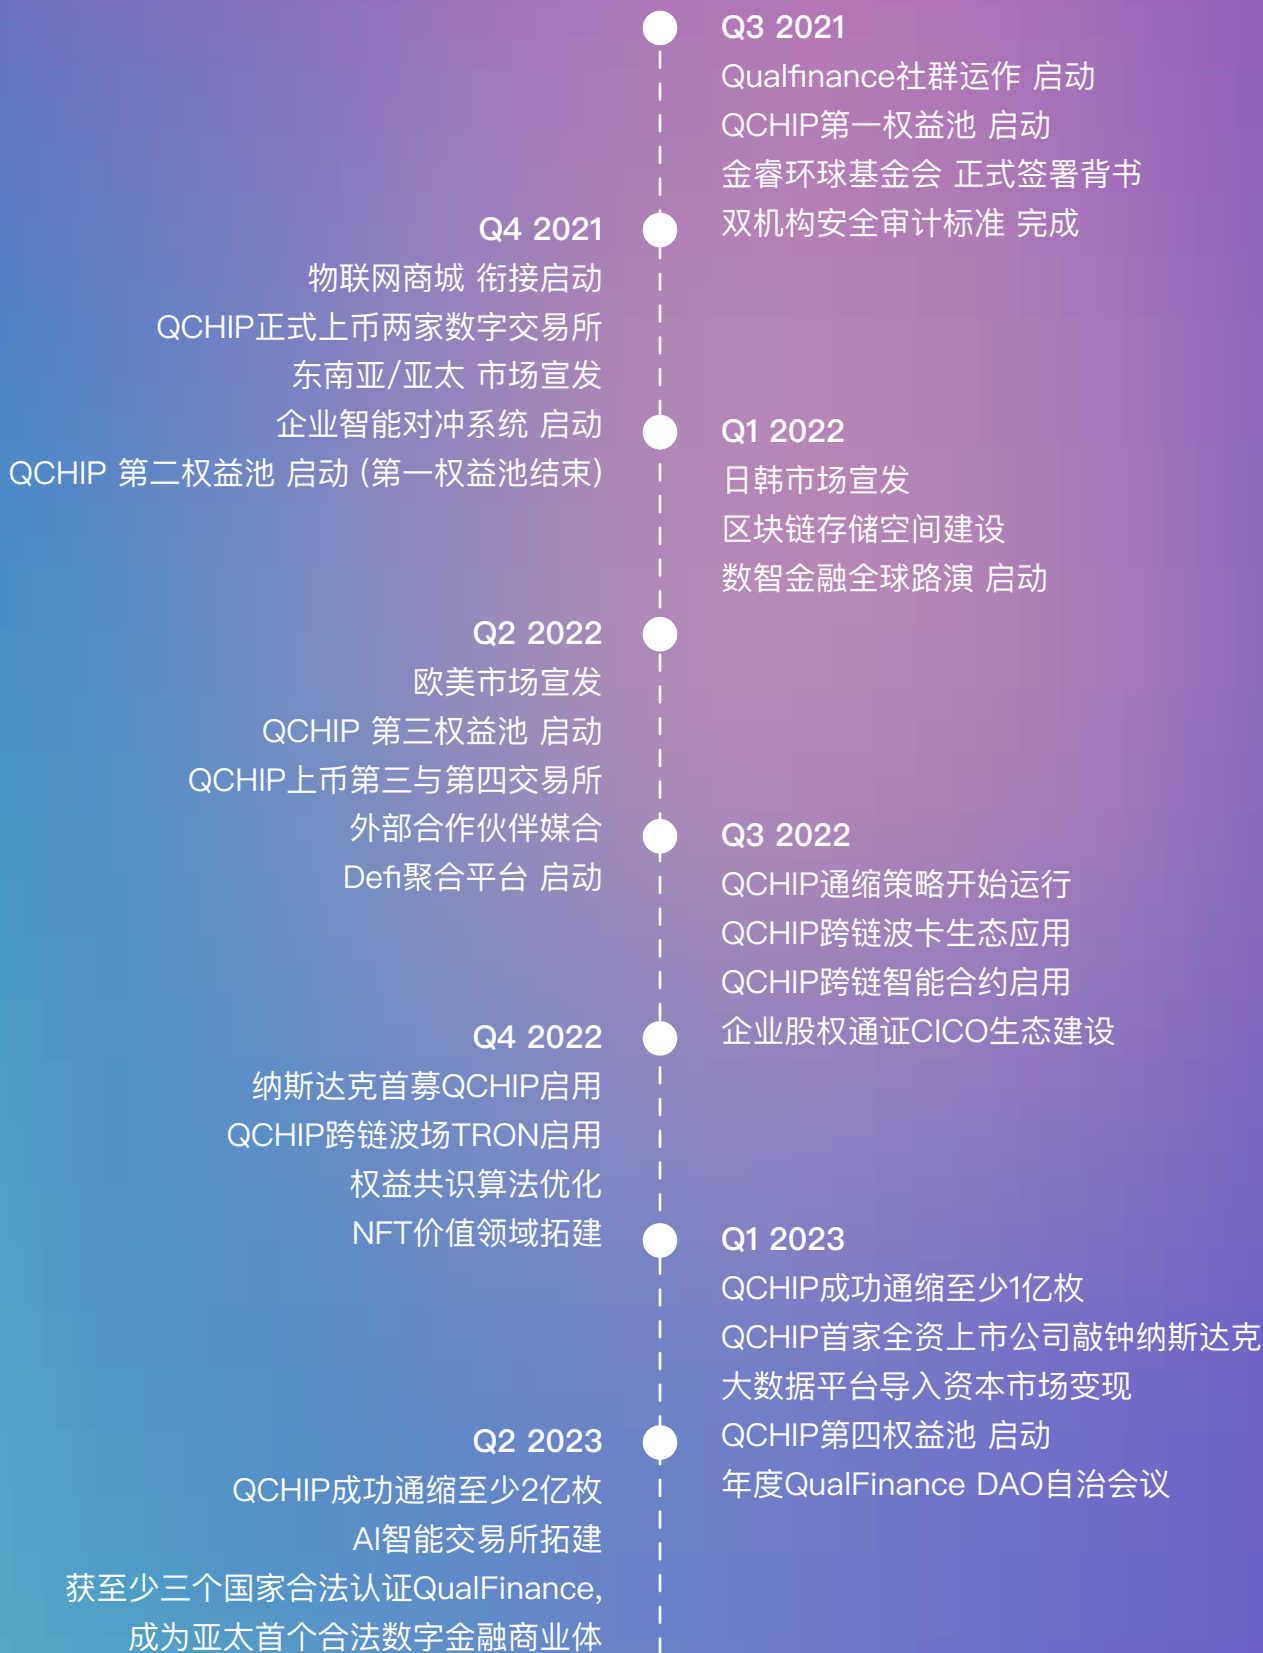 Q3 2021
Qualfinance社群运作 启动
QCHIP第一权益池 启动
金睿环球基金会 正式签署背书
双机构安全审计标准 完成
Q4 2021
物联网商城 衔接启动
QCHIP正式上币两家数字交易所
东南亚/亚太 市场宣发
企业智能对冲系统 启动
QCHIP 第二权益池 启动 (第一权益池结束)
Q1 2022
日韩市场宣发
区块链存储空间建设
数智金融全球路演 启动
Q2 2022
欧美市场宣发
QCHIP 第三权益池 启动
QCHIP上币第三与第四交易所
外部合作伙伴媒合
Defi聚合平台 启动
Q3 2022
QCHIP通缩策略开始运行
QCHIP跨链波卡生态应用
QCHIP跨链智能合约启用
企业股权通证CICO生态建设
Q4 2022
纳斯达克首募QCHIP启用
QCHIP跨链波场TRON启用
权益共识算法优化
NFT价值领域拓建
Q1 2023
QCHIP成功通缩至少1亿枚
QCHIP首家全资上市公司敲钟纳斯达克
大数据平台导入资本市场变现
QCHIP第四权益池 启动
年度QualFinance DAO自治会议
Q2 2023
QCHIP成功通缩至少2亿枚
AI智能交易所拓建
获至少三个国家合法认证QualFinance,
成为亚太首个合法数字金融商业体